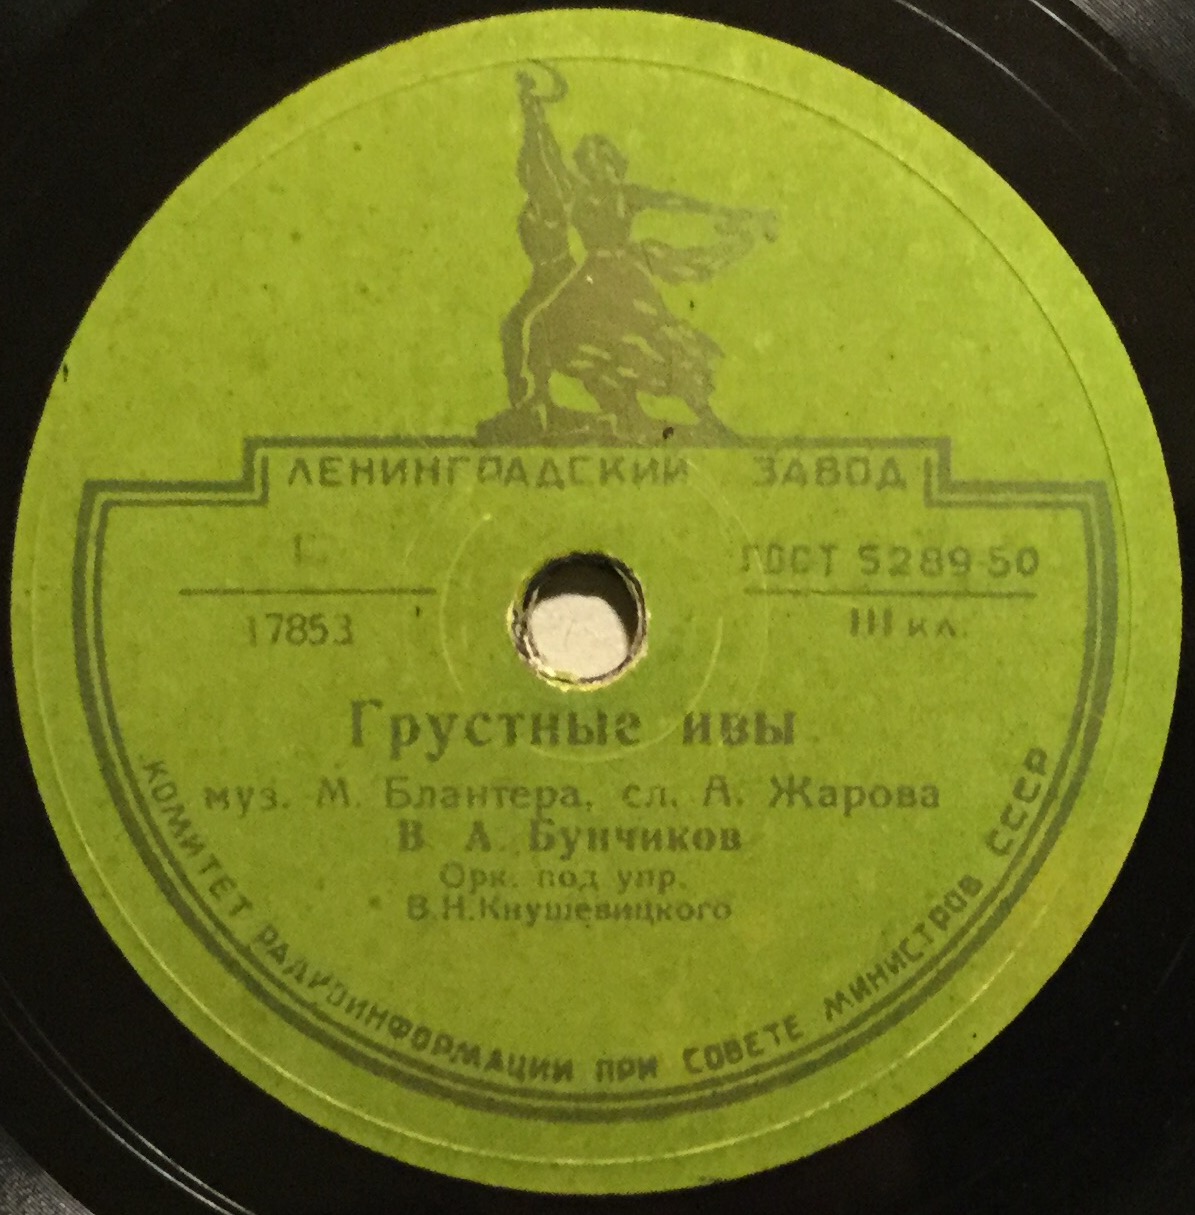 ЛЕНИНГРАДСКИЙ ЗАВОД
Г
ГОСТ 5289-50
17853
III кл.
Грустные ивы
муз. М. Блантера, сл. А. Жарова
В. А. Бунчиков
Орк. под упр.
В.Н.Кнушевицкого
КОМИТЕТ РАДИОИНФОРМАЦИИ ПРИ СОВЕТЕ МИНИСТРОВ СССР